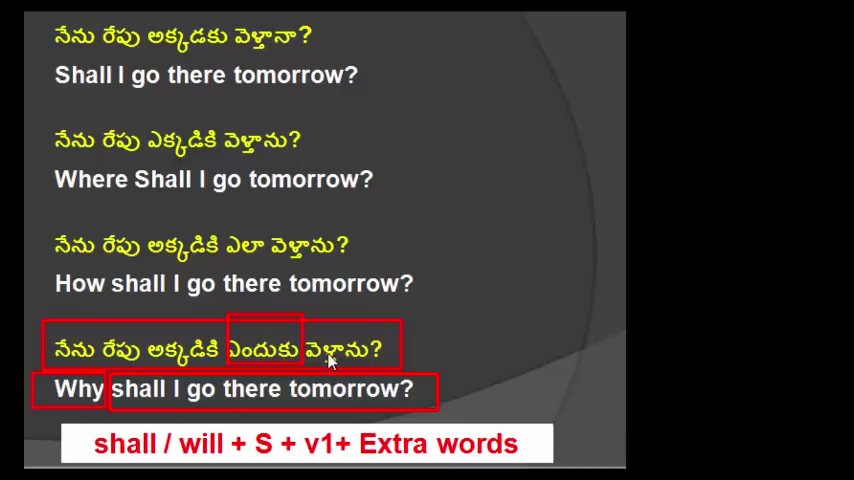 నేను రేపు అక్కడకు వెళ్తానా?
Shall I go there tomorrow?
నేను రేపు ఎక్కడికి వెళ్తాను?
Where Shall I go tomorrow?
నేను రేపు అక్కడికి ఎలా వెళ్తాను?
How shall I go there tomorrow?
నేను రేపు అక్కడికి ఎందుకు వెళ్తాను?
Why shall I go there tomorrow?
shall / will + S + v1+ Extra words